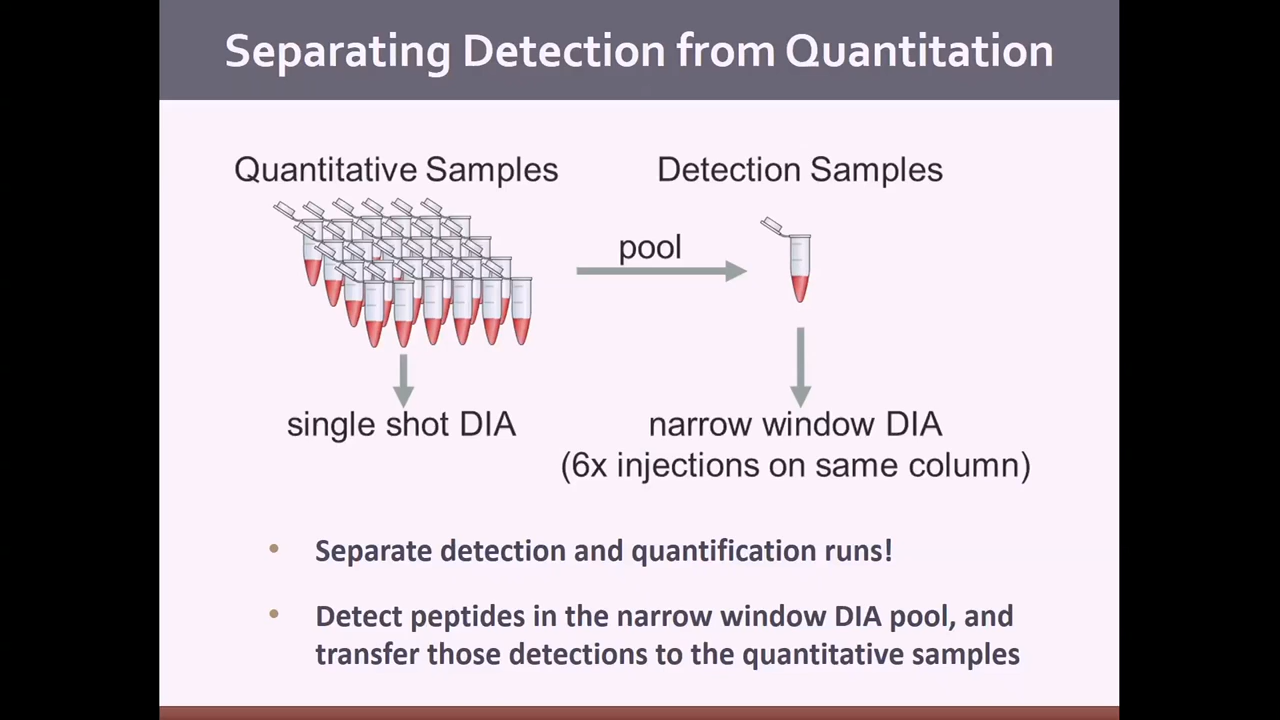 Separating Detection from Quantitation
Quantitative Samples
Detection Samples
pool
single shot DIA
narrow window DIA
(6x injections on same column)
• Separate detection and quantification runs!
• Detect peptides in the narrow window DIA pool, and
transfer those detections to the quantitative samples